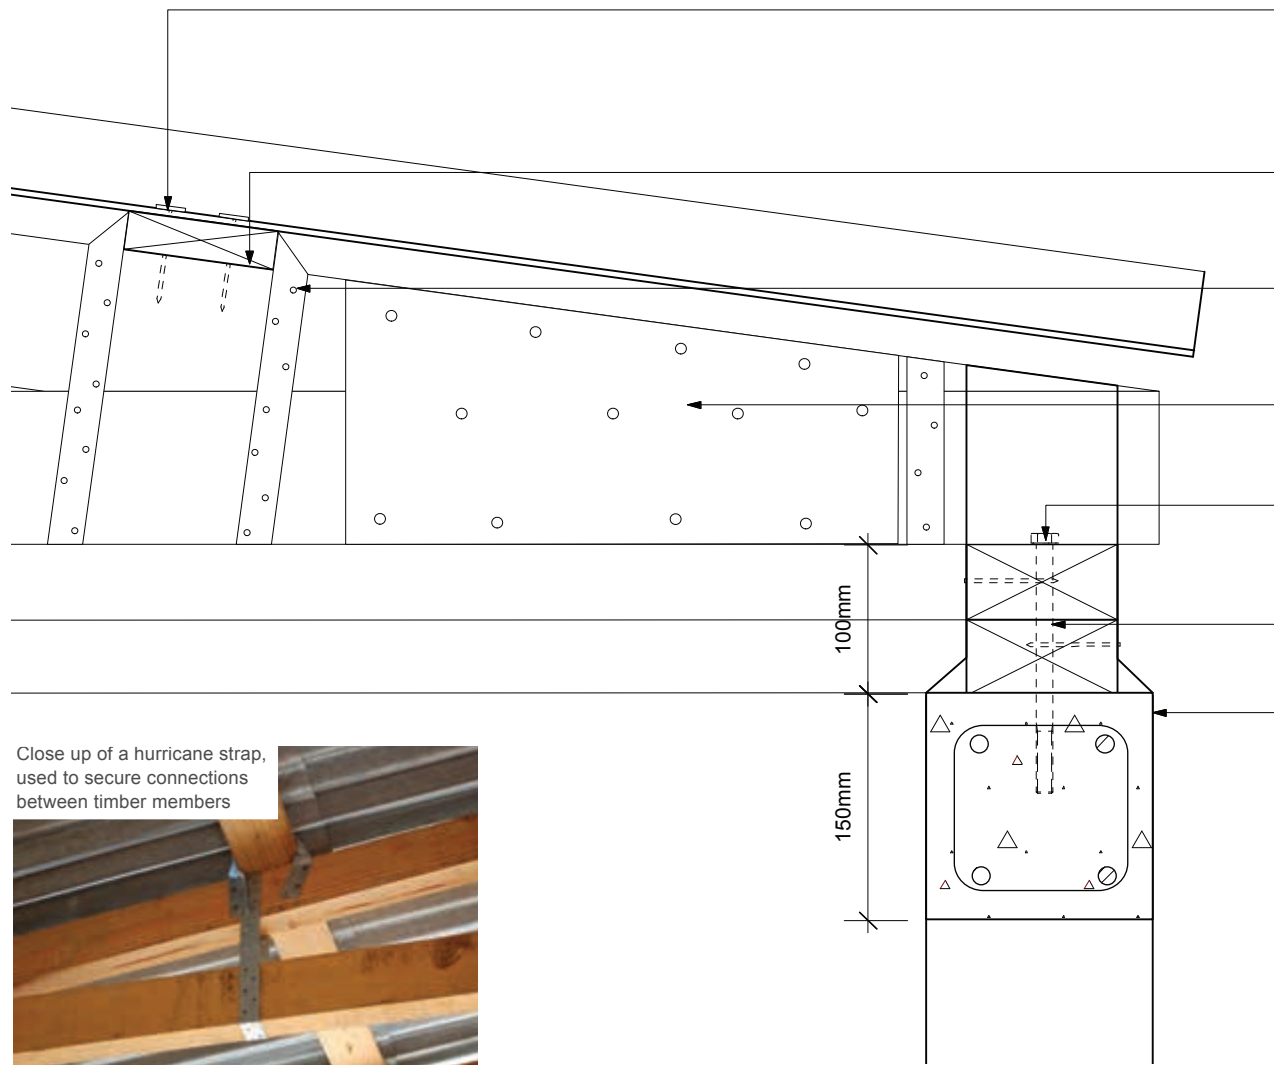 100mm
150mm
Close up of a hurricane strap,
used to secure connections
between timber members